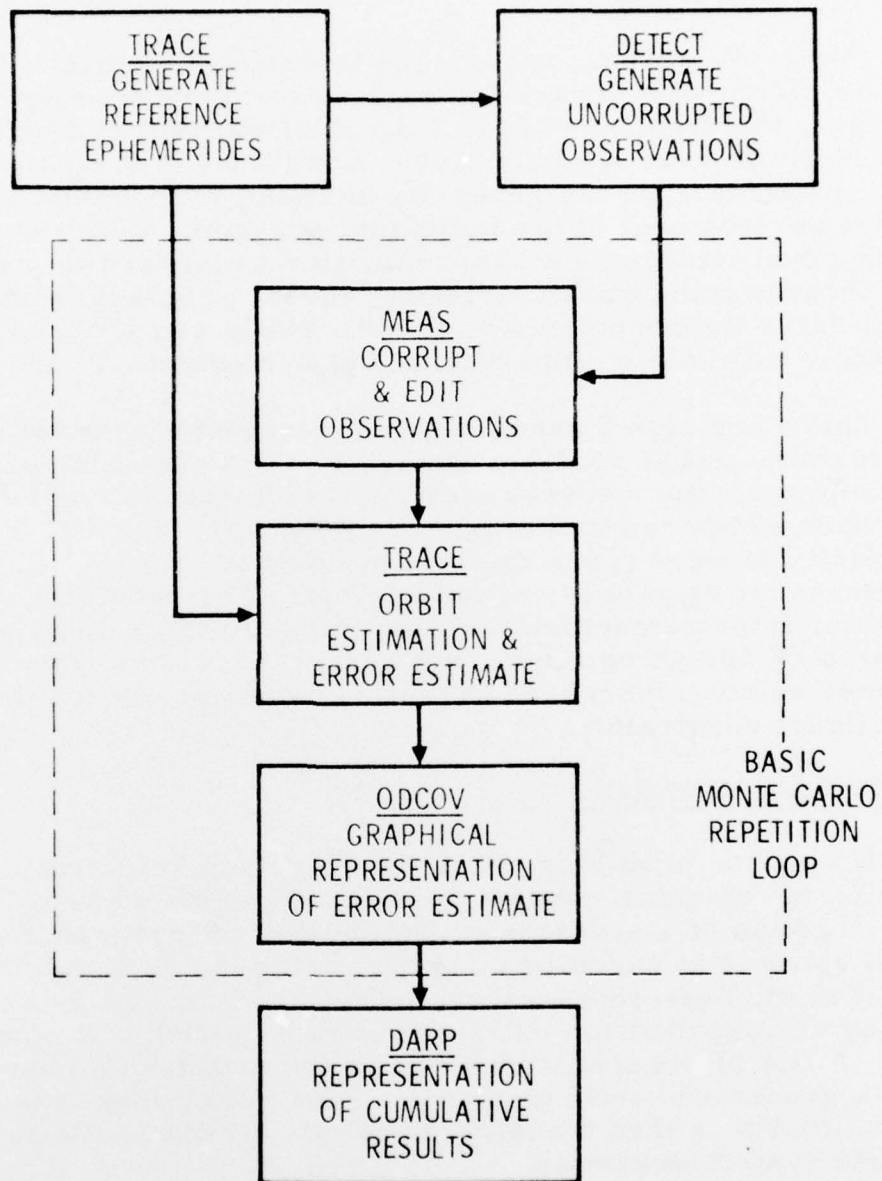 TRACE
GENERATE
REFERENCE
EPHEMERIDES
DETECT
GENERATE
UNCORRUPTED
OBSERVATIONS
MEAS
CORRUPT
& EDIT
OBSERVATIONS
TRACE
ORBIT
ESTIMATION &
ERROR ESTIMATE
ODCOV
GRAPHICAL
REPRESENTATION
OF ERROR ESTIMATE
BASIC
MONTE CARLO
REPETITION
LOOP
DARP
REPRESENTATION
OF CUMULATIVE
RESULTS